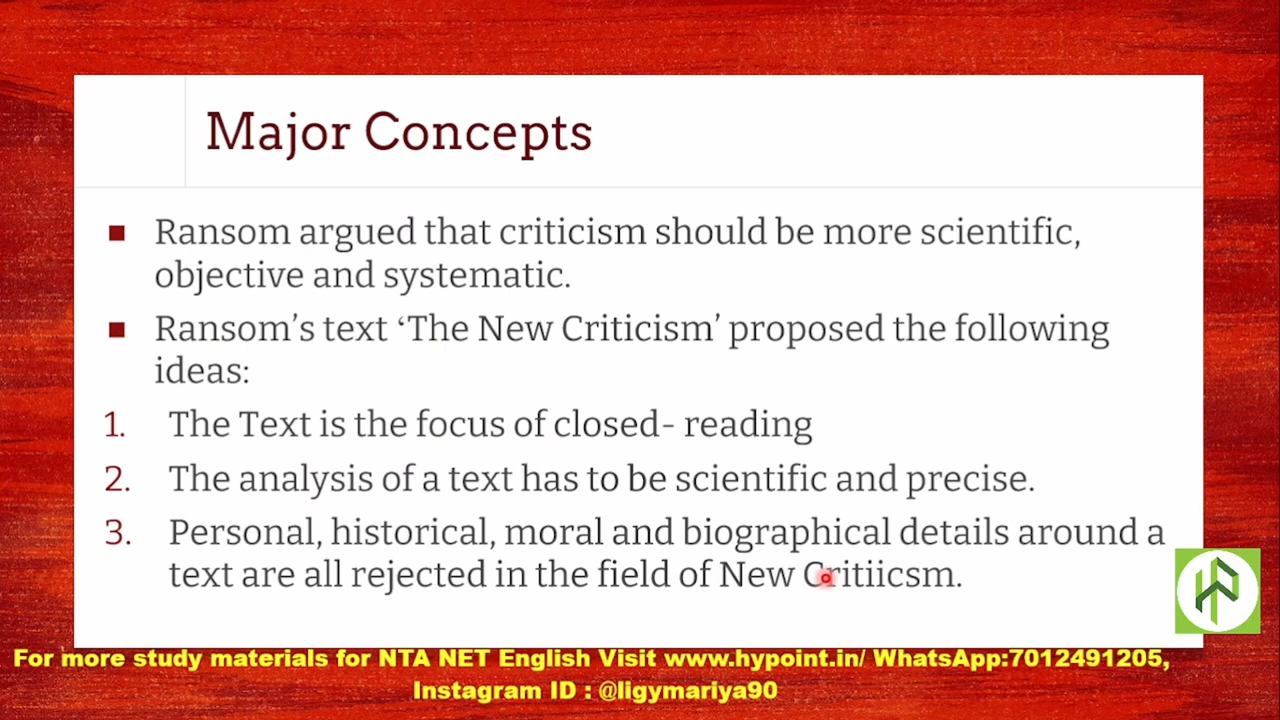 Major Concepts
■ Ransom argued that criticism should be more scientific,
objective and systematic.
■ Ransom’s text ‘The New Criticism’ proposed the following
ideas:
1. The Text is the focus of closed- reading
2. The analysis of a text has to be scientific and precise.
3. Personal, historical, moral and biographical details around a
text are all rejected in the field of New Critiicsm.
For more study materials for NTA NET English Visit www.hypoint.in/ WhatsApp:7012491205,
Instagram ID : @ligymariya90